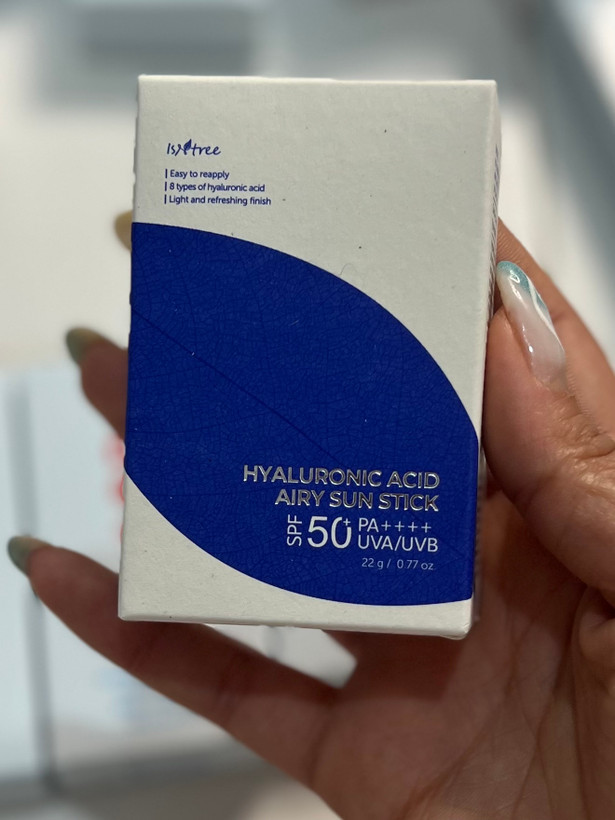 IsNtree
Easy to reapply
8 types of hyaluronic acid
Light and refreshing finish
HYALURONIC ACID
AIRY SUN STICK
SPF 50+ PA++++
UVA/UVB
22 g / 0.77 oz.